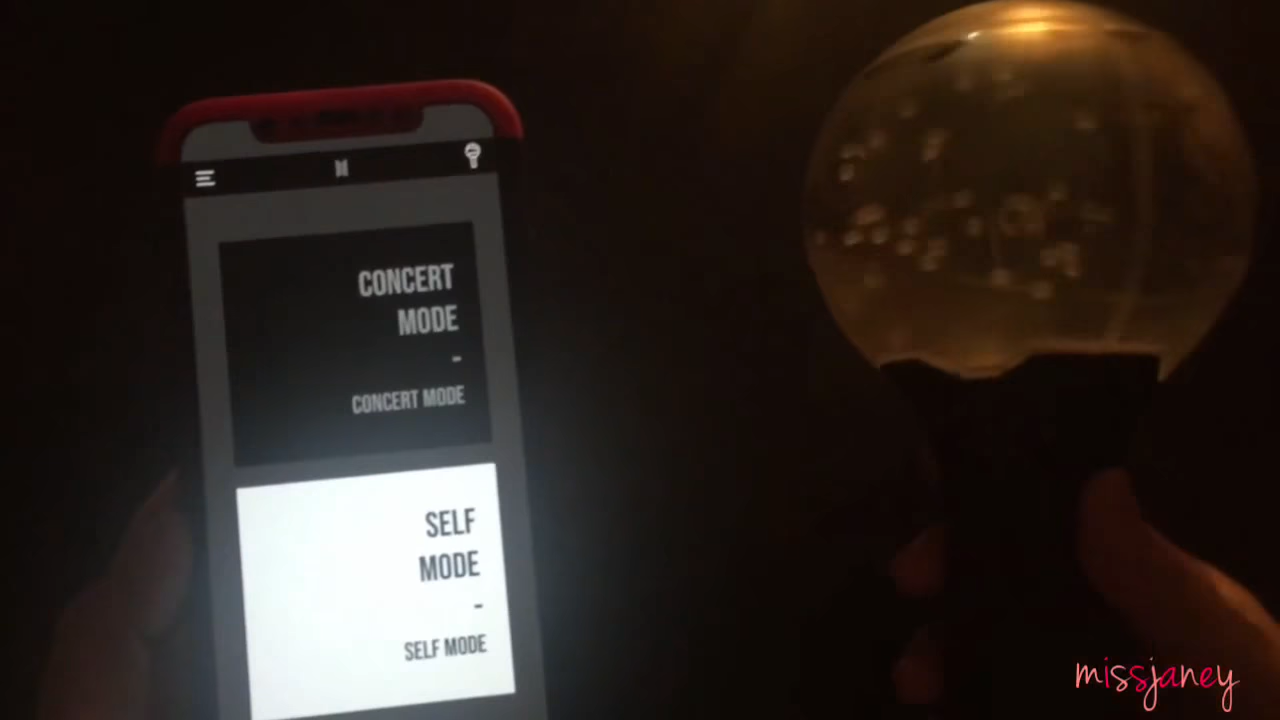 CONCERT
MODE
-
CONCERT MODE
SELF
MODE
-
SELF MODE
missjaney